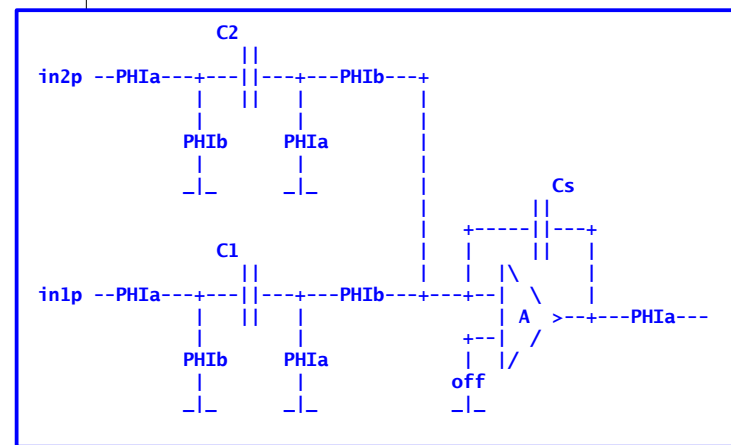 C2
||
in2p --PHIa---+---||---+---PHIb---+
| || | |
| | |
PHIb PHIa |
| | |
_|_ _|_ | Cs
| ||
| +-----||---+
C1 | | || |
|| | | |\ |
in1p --PHIa---+---||---+---PHIb---+---+--| \ |
| || | | A >--+---PHIa---
| | +--| /
PHIb PHIa | |/
| | off
_|_ _|_ _|_